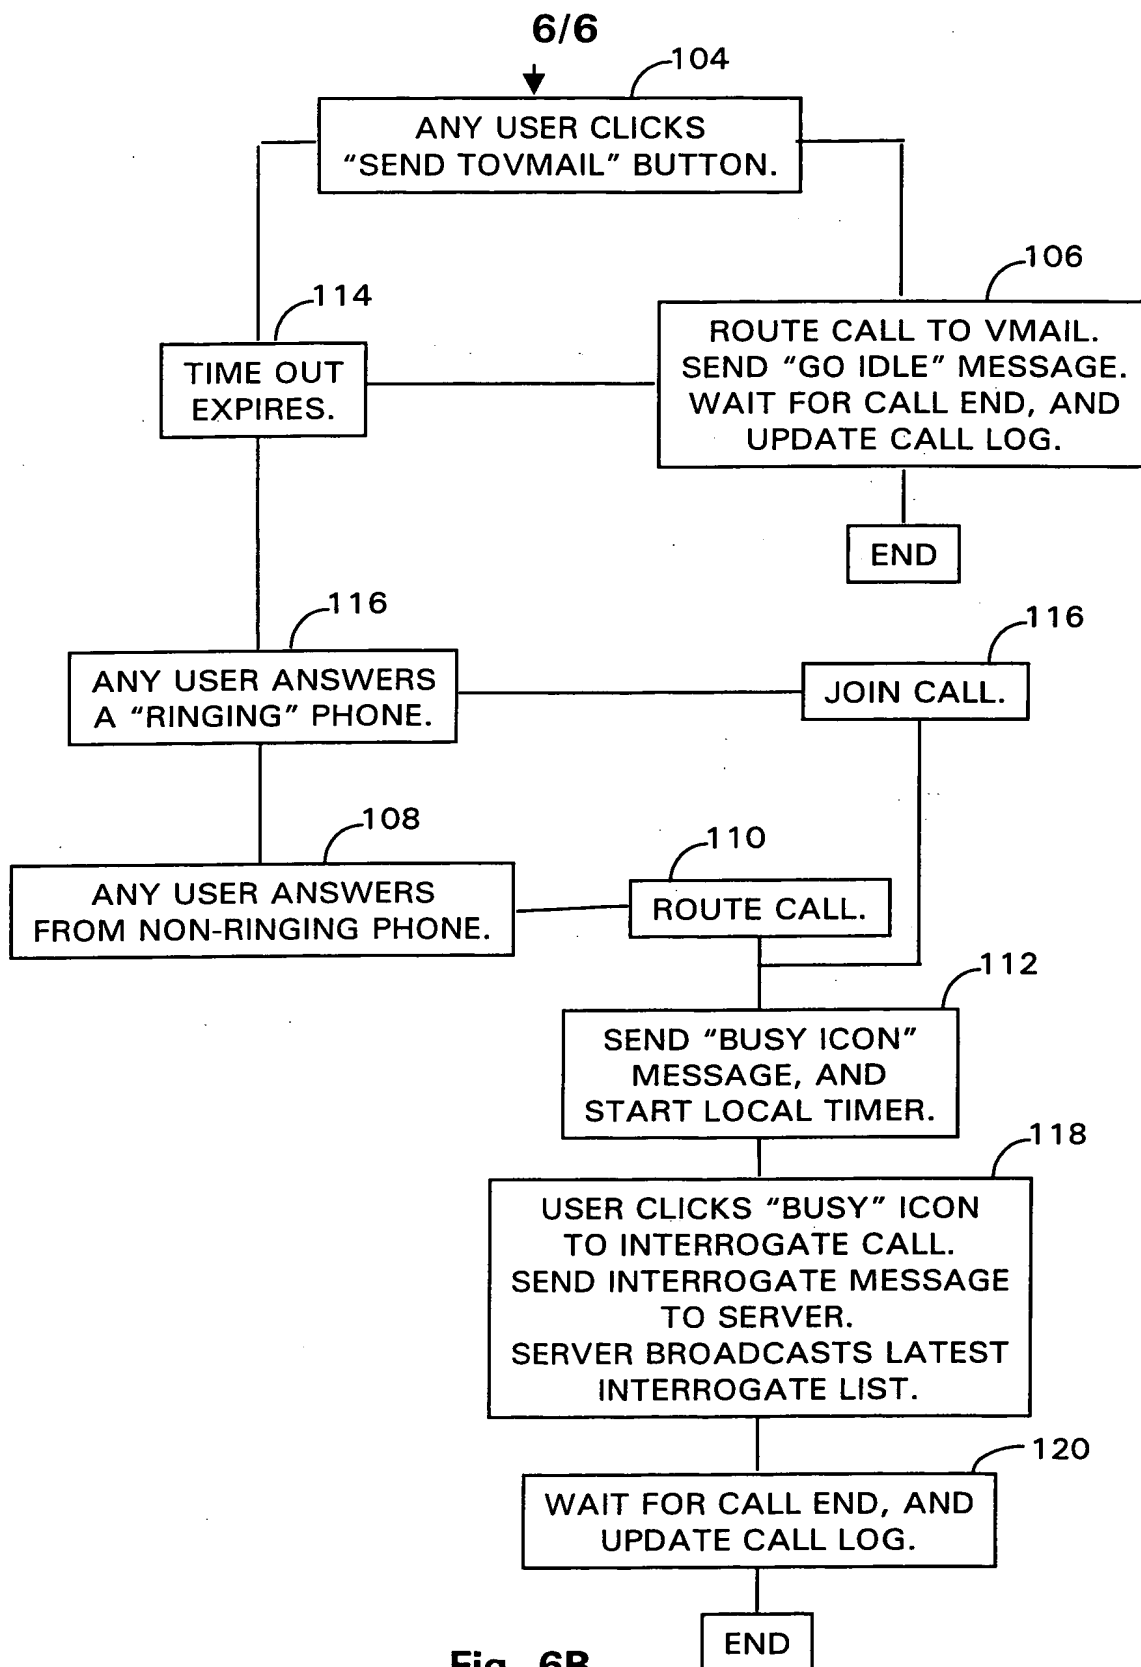 6/6
104
ANY USER CLICKS
“SEND TOVMAIL” BUTTON.
106
114
ROUTE CALL TO VMAIL.
SEND “GO IDLE” MESSAGE.
WAIT FOR CALL END, AND
UPDATE CALL LOG.
TIME OUT
EXPIRES.
END
116
116
ANY USER ANSWERS
A “RINGING” PHONE.
JOIN CALL.
108
110
ANY USER ANSWERS
FROM NON-RINGING PHONE.
ROUTE CALL.
112
SEND “BUSY ICON”
MESSAGE, AND
START LOCAL TIMER.
118
USER CLICKS “BUSY” ICON
TO INTERROGATE CALL.
SEND INTERROGATE MESSAGE
TO SERVER.
SERVER BROADCASTS LATEST
INTERROGATE LIST.
120
WAIT FOR CALL END, AND
UPDATE CALL LOG.
END
Fig. 6B